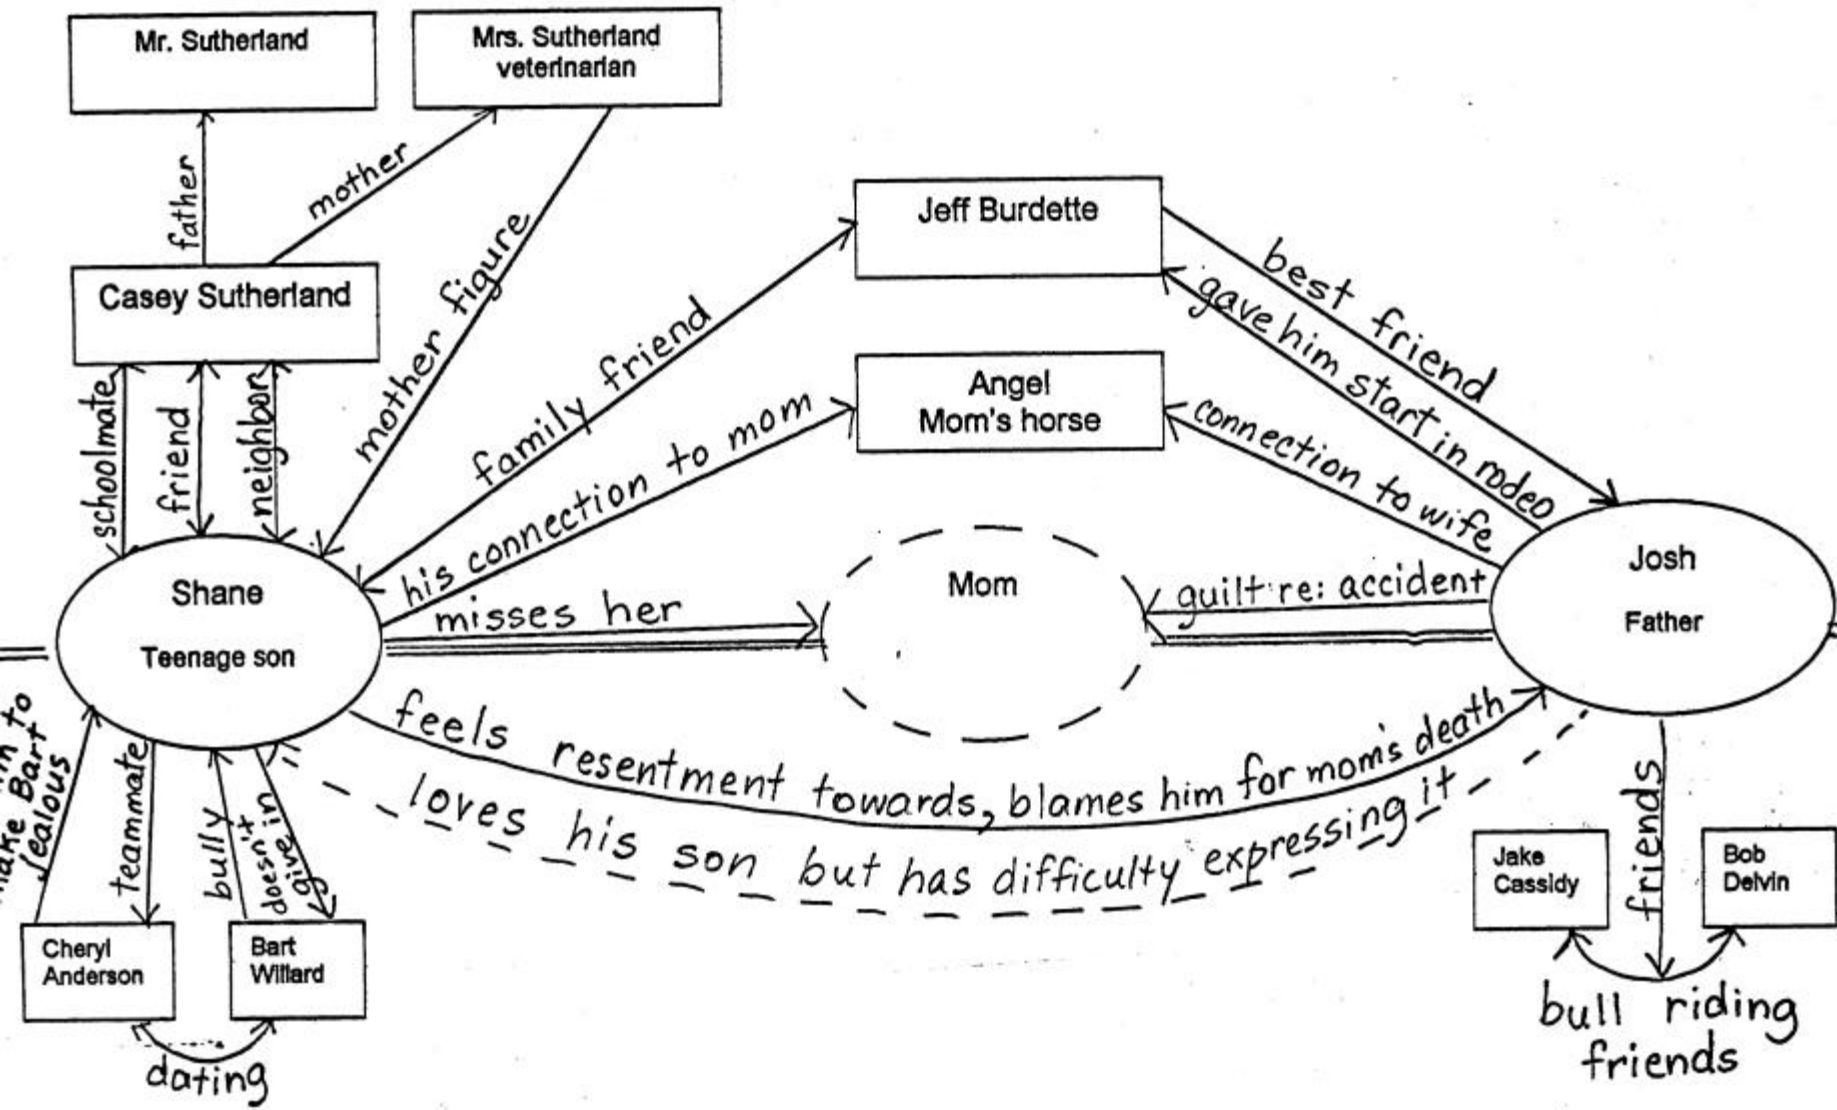 Mr. Sutherland
Mrs. Sutherland
veterinarian
father
mother
mother figure
Casey Sutherland
schoolmate
friend
neighbor
Jeff Burdette
family friend
best friend
gave him start in rodeo
Angel
Mom's horse
his connection to mom
connection to wife
Shane
Teenage son
misses her
Mom
guilt re: accident
Josh
Father
feels resentment towards, blames him for mom's death
loves his son but has difficulty expressing it
to
Bart
jealous
teammate
bully
doesn't
give in
Cheryl
Anderson
Bart
Willard
dating
friends
Jake
Cassidy
Bob
Delvin
bull riding
friends